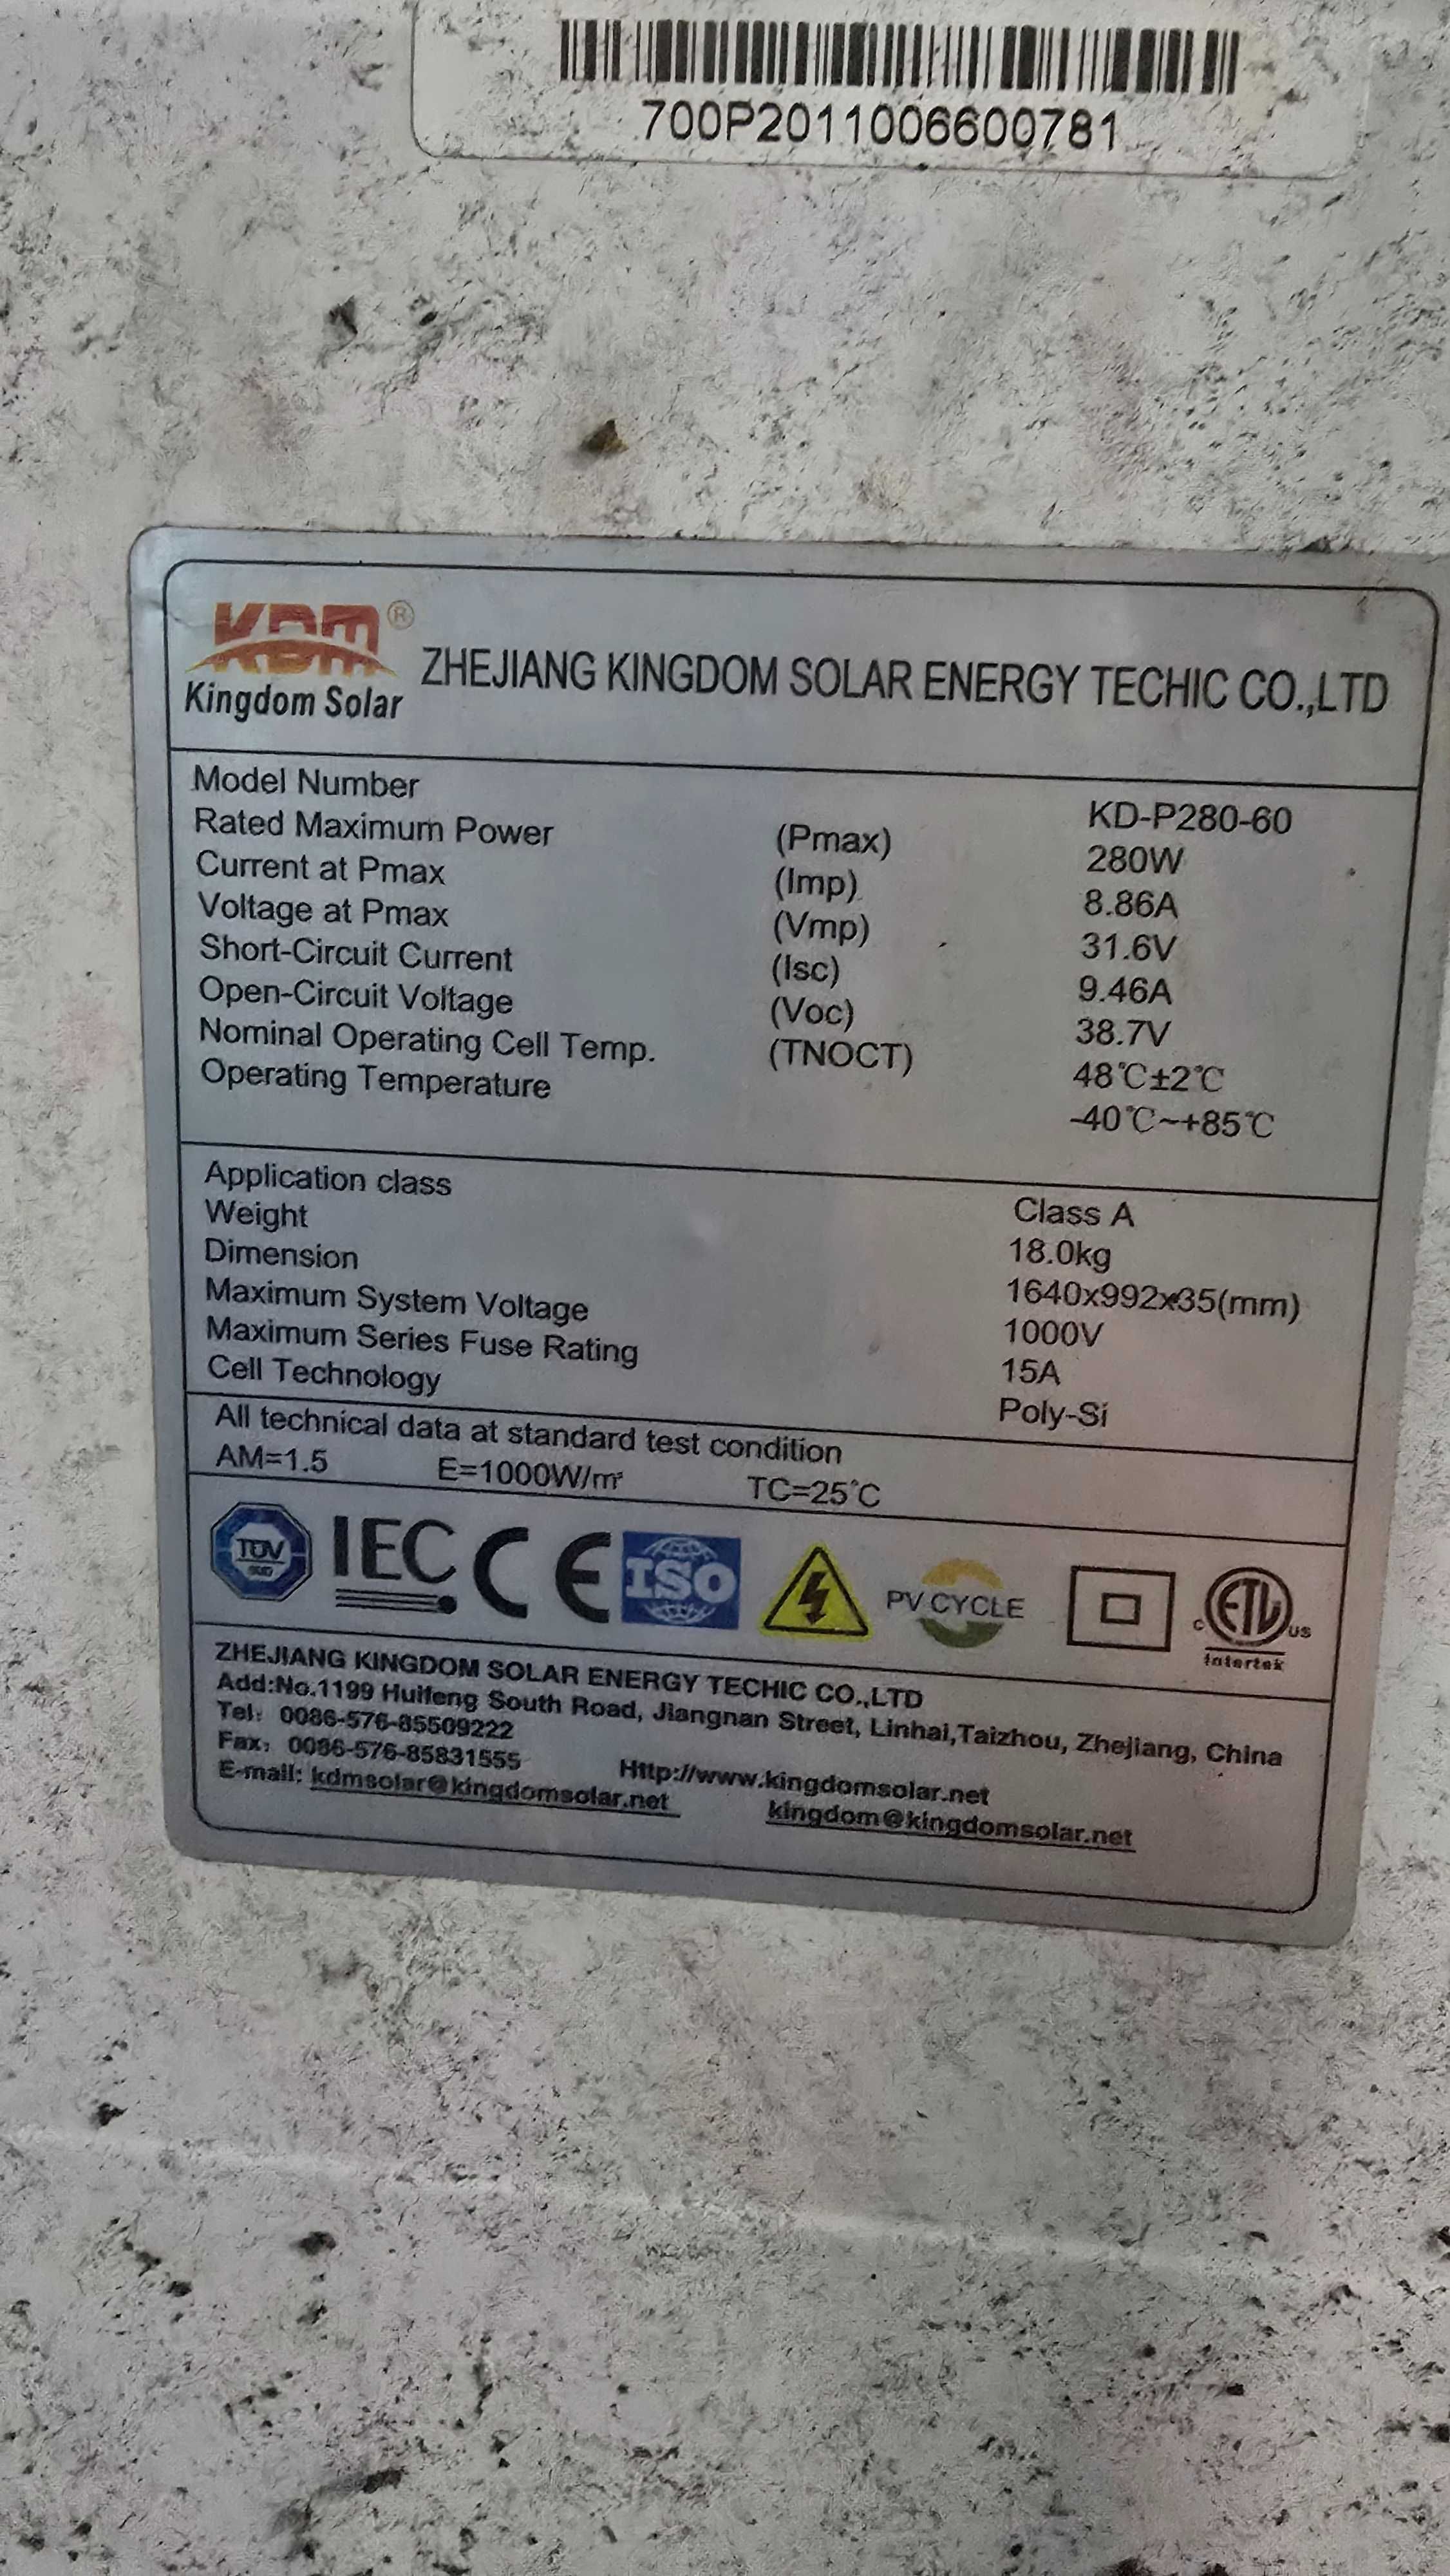 700P2011006600781
KDM®
Kingdom Solar
ZHEJIANG KINGDOM SOLAR ENERGY TECHIC CO.,LTD
Model Number KD-P280-60
Rated Maximum Power (Pmax) 280W
Current at Pmax (Imp) 8.86A
Voltage at Pmax (Vmp) 31.6V
Short-Circuit Current (Isc) 9.46A
Open-Circuit Voltage (Voc) 38.7V
Nominal Operating Cell Temp. (TNOCT) 48℃±2℃
Operating Temperature -40℃~+85℃
Application class Class A
Weight 18.0kg
Dimension 1640x992x35(mm)
Maximum System Voltage 1000V
Maximum Series Fuse Rating 15A
Cell Technology Poly-Si
All technical data at standard test condition
AM=1.5 E=1000W/㎡ TC=25℃
TÜV
SÜD
IEC CE ISO PV CYCLE
c ETL us
Intertek
ZHEJIANG KINGDOM SOLAR ENERGY TECHIC CO.,LTD
Add:No.1199 Huifeng South Road, Jiangnan Street, Linhai,Taizhou, Zhejiang, China
Tel: 0086-576-85509222
Fax: 0086-576-85831555 Http://www.kingdomsolar.net
E-mail: kdmsolar@kingdomsolar.net kingdom@kingdomsolar.net